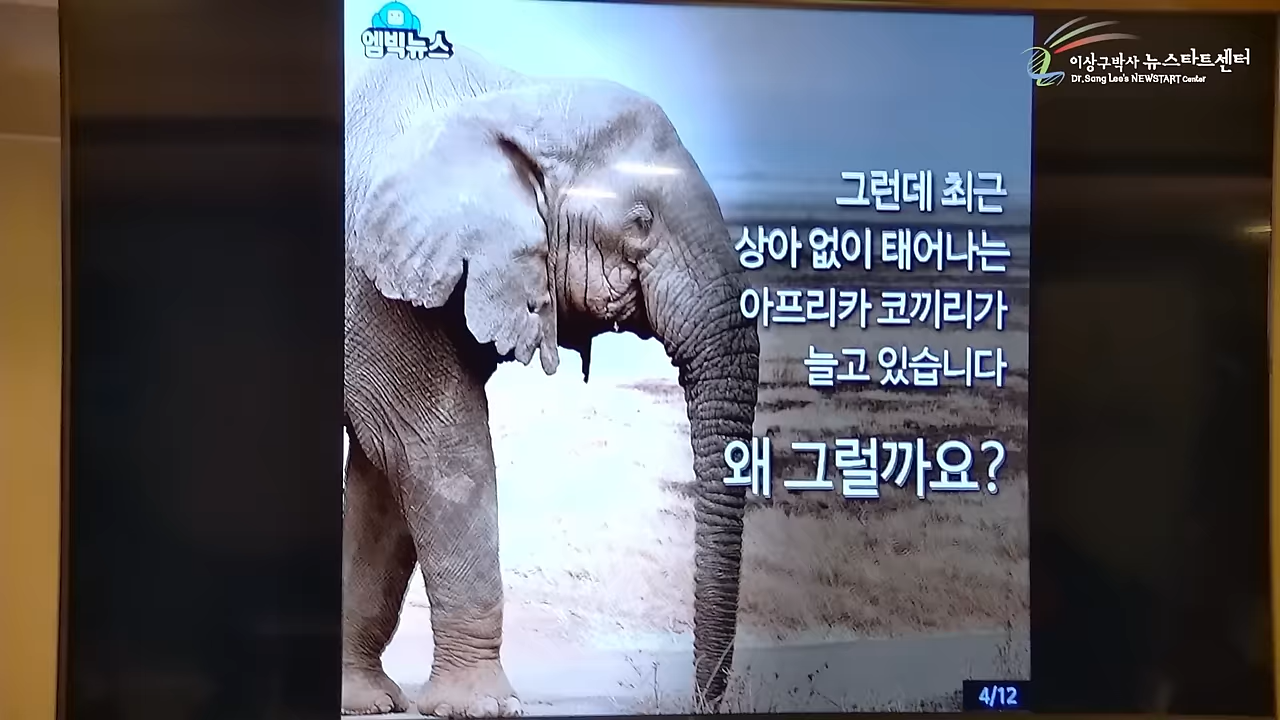 엠빅뉴스
이상구박사 뉴스타트센터
Dr.Sang Lee's NEWSTART Center
그런데 최근
상아 없이 태어나는
아프리카 코끼리가
늘고 있습니다
왜 그럴까요?
4/12